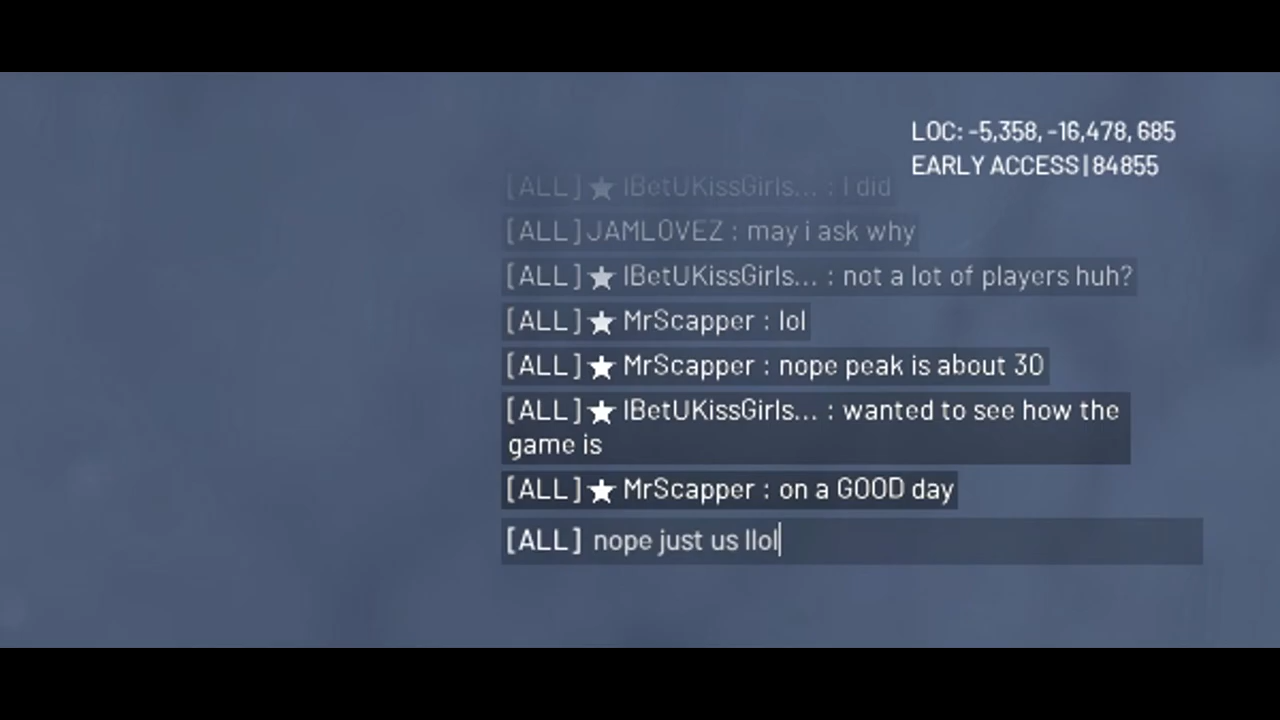 LOC: -5,358, -16,478, 685
EARLY ACCESS | 84855
[ALL] ★ IBetUKissGirls... : I did
[ALL] JAMLOVEZ : may i ask why
[ALL] ★ IBetUKissGirls... : not a lot of players huh?
[ALL] ★ MrScapper : lol
[ALL] ★ MrScapper : nope peak is about 30
[ALL] ★ IBetUKissGirls... : wanted to see how the
game is
[ALL] ★ MrScapper : on a GOOD day
[ALL] nope just us llol